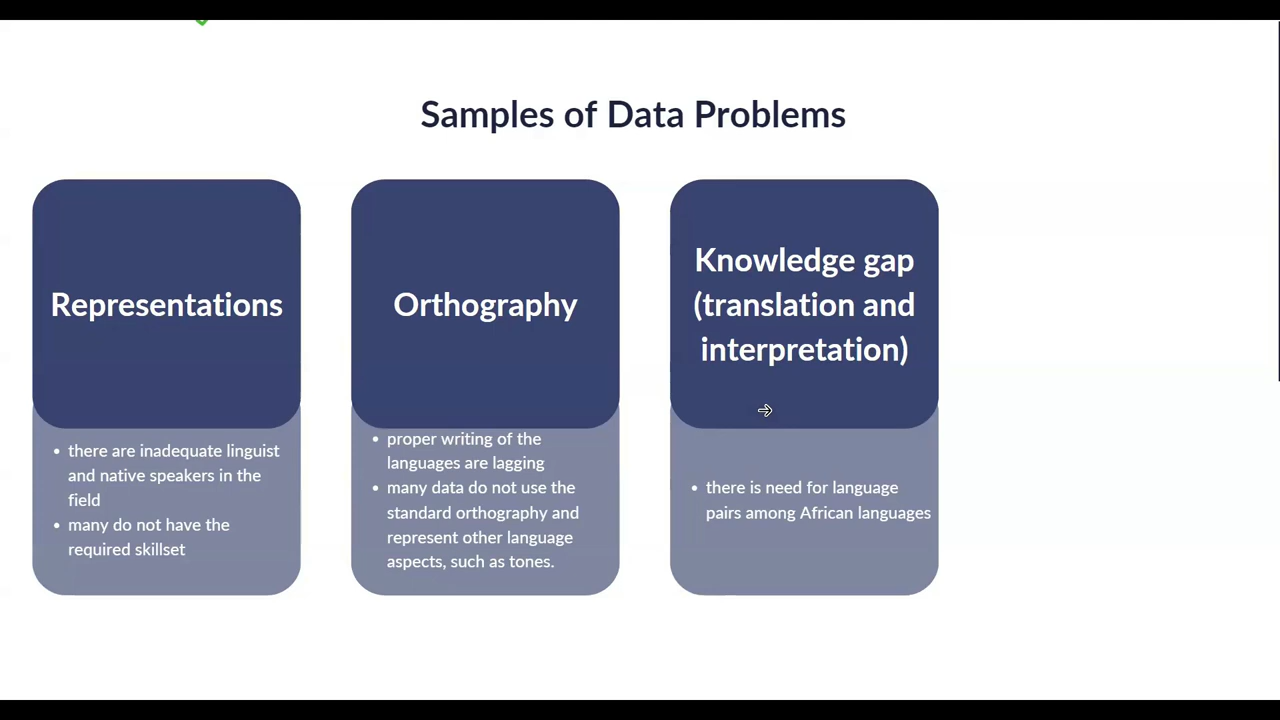 Samples of Data Problems
Representations
• there are inadequate linguist
and native speakers in the
field
• many do not have the
required skillset
Orthography
• proper writing of the
languages are lagging
• many data do not use the
standard orthography and
represent other language
aspects, such as tones.
Knowledge gap
(translation and
interpretation)
• there is need for language
pairs among African languages